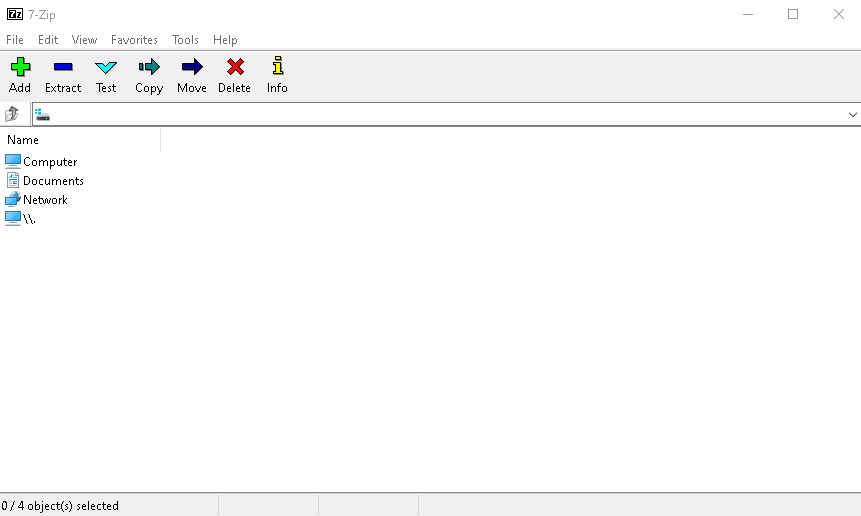 7z 7-Zip
File Edit View Favorites Tools Help
Add Extract Test Copy Move Delete Info
Name
Computer
Documents
Network
\\.
0 / 4 object(s) selected